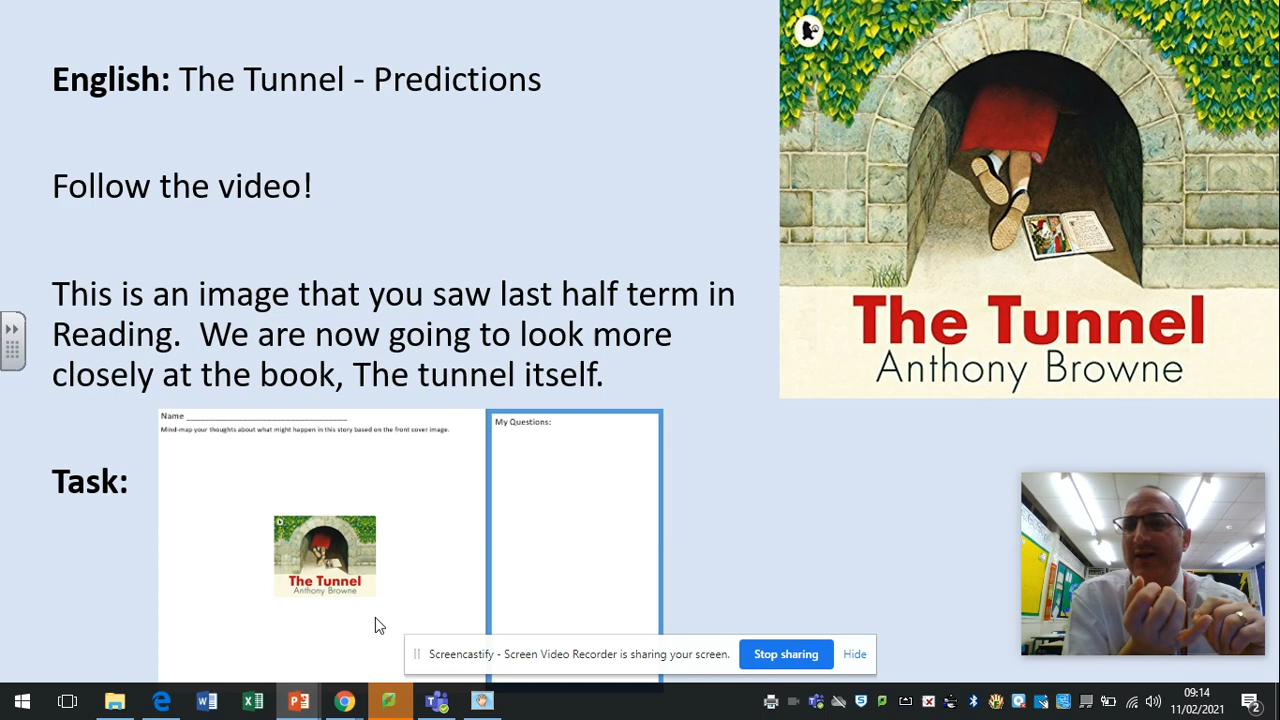 English: The Tunnel - Predictions
Follow the video!
This is an image that you saw last half term in
Reading.  We are now going to look more
closely at the book, The tunnel itself.
Task:
Name
Mind-map your thoughts about what might happen in this story based on the front cover image.
The Tunnel
Anthony Browne
My Questions:
The Tunnel
Anthony Browne
Screencastify - Screen Video Recorder is sharing your screen.
Stop sharing
Hide
09:14
11/02/2021
2